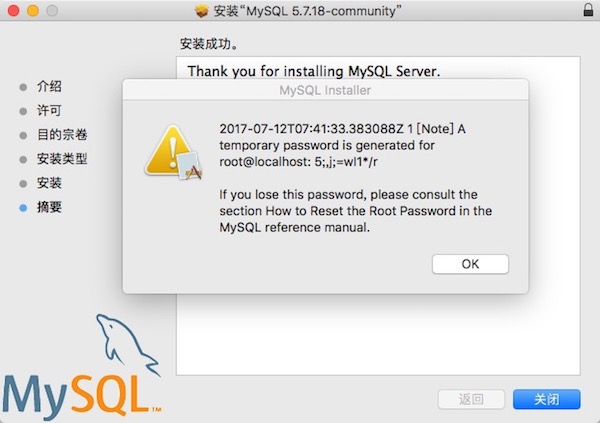 安装“MySQL 5.7.18-community”
安装成功。
Thank you for installing MySQL Server.
介绍
许可
目的宗卷
安装类型
安装
摘要
MySQL Installer
2017-07-12T07:41:33.383088Z 1 [Note] A
temporary password is generated for
root@localhost: 5;,j;=wl1*/r
If you lose this password, please consult the
section How to Reset the Root Password in the
MySQL reference manual.
OK
MySQL™
返回
关闭